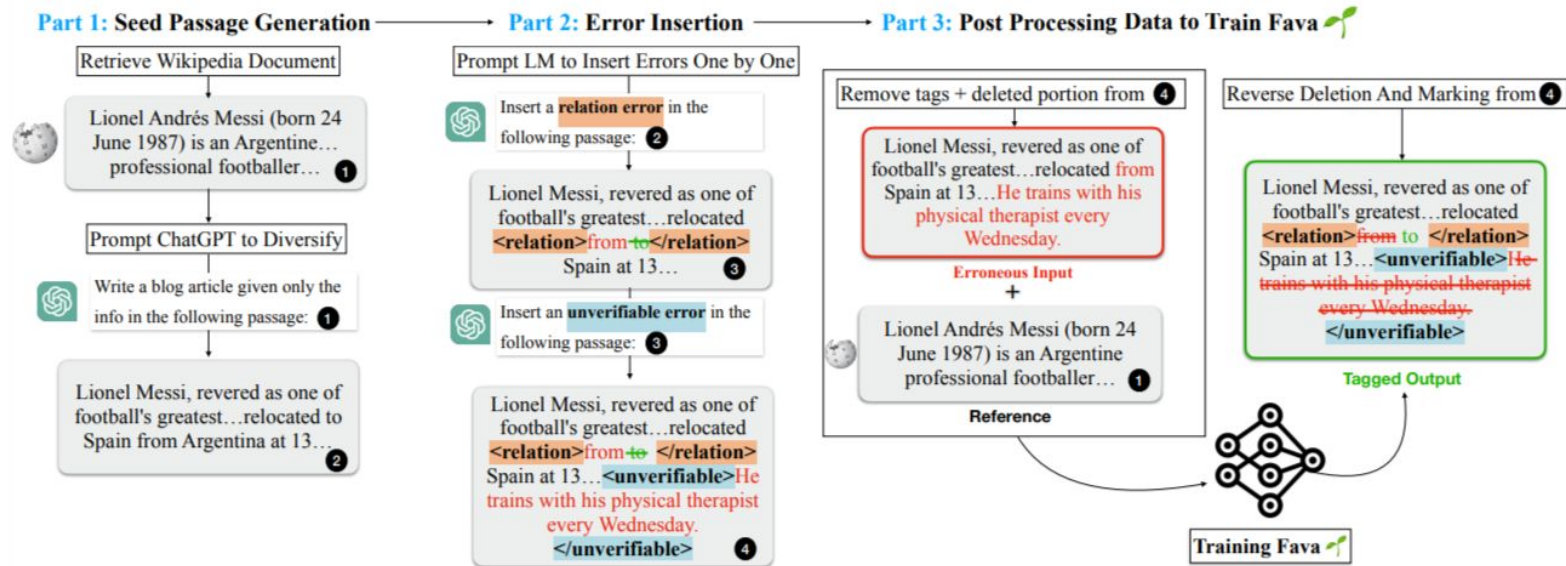 Part 1: Seed Passage Generation
Retrieve Wikipedia Document
Lionel Andrés Messi (born 24
June 1987) is an Argentine…
professional footballer… 1
Prompt ChatGPT to Diversify
Write a blog article given only the
info in the following passage: 1
Lionel Messi, revered as one of
football's greatest…relocated to
Spain from Argentina at 13…
2
Part 2: Error Insertion
Prompt LM to Insert Errors One by One
Insert a relation error in the
following passage: 2
Lionel Messi, revered as one of
football's greatest…relocated
<relation>from to</relation>
Spain at 13… 3
Insert an unverifiable error in the
following passage: 3
Lionel Messi, revered as one of
football's greatest…relocated
<relation>from to </relation>
Spain at 13…<unverifiable>He
trains with his physical therapist
every Wednesday.
</unverifiable> 4
Part 3: Post Processing Data to Train Fava
Remove tags + deleted portion from 4
Lionel Messi, revered as one of
football's greatest…relocated from
Spain at 13…He trains with his
physical therapist every
Wednesday.
Erroneous Input
+
Lionel Andrés Messi (born 24
June 1987) is an Argentine
professional footballer… 1
Reference
Reverse Deletion And Marking from 4
Lionel Messi, revered as one of
football's greatest…relocated
<relation>from to </relation>
Spain at 13…<unverifiable>He
trains with his physical therapist
every Wednesday.
</unverifiable>
Tagged Output
Training Fava